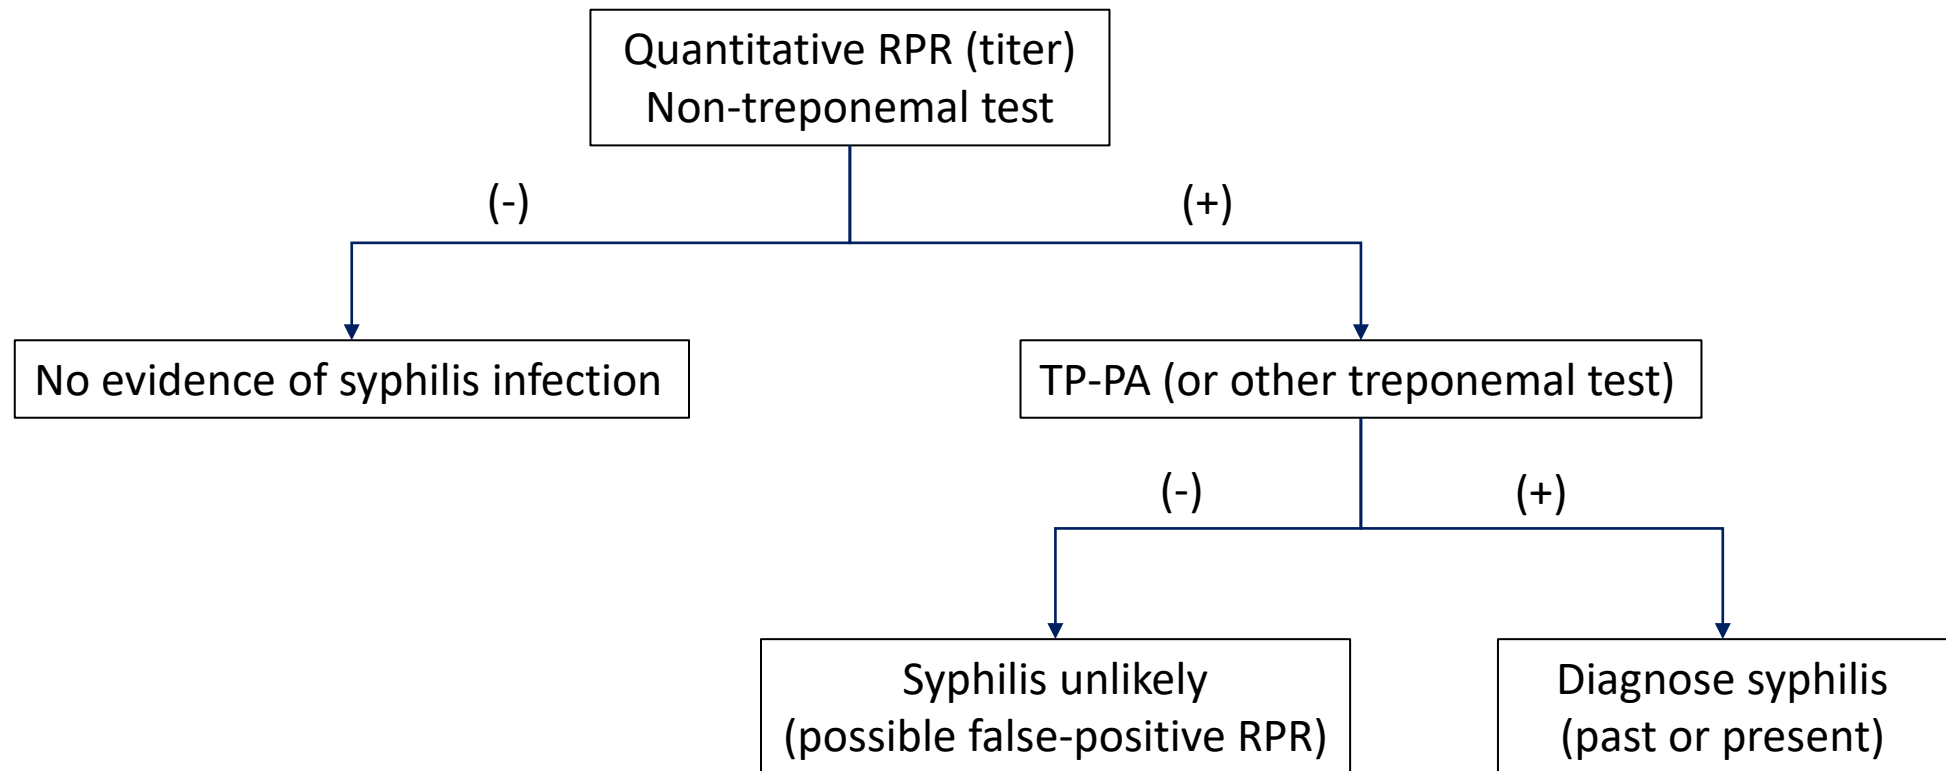 Quantitative RPR (titer)
Non-treponemal test
(-)
(+)
No evidence of syphilis infection
TP-PA (or other treponemal test)
(-)
(+)
Syphilis unlikely
(possible false-positive RPR)
Diagnose syphilis
(past or present)